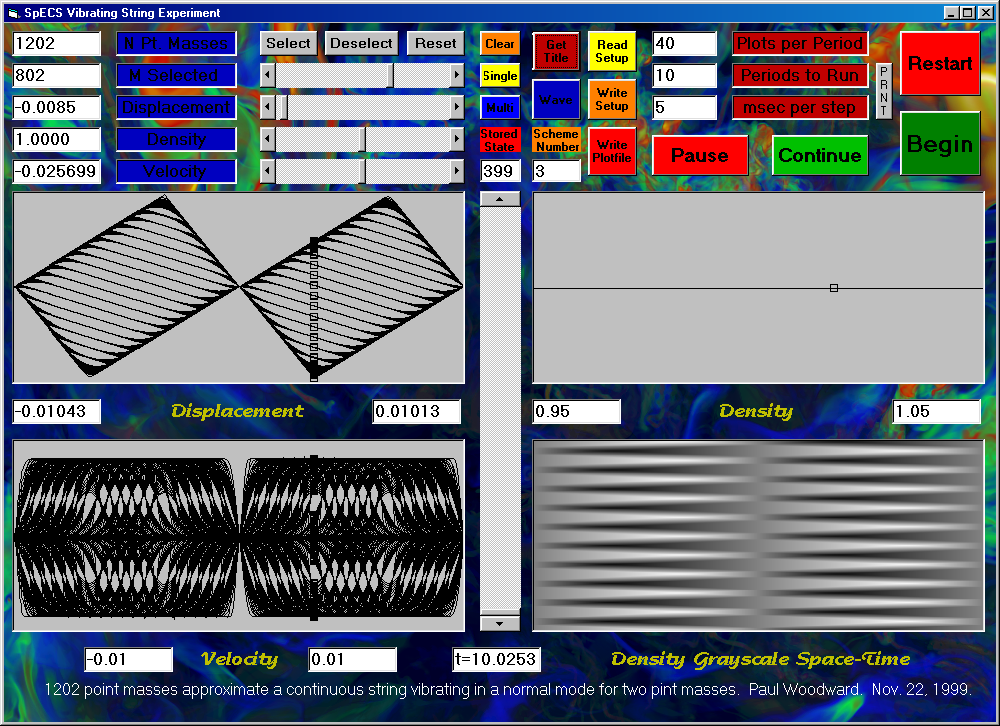 SpECS Vibrating String Experiment
1202 N Pt. Masses Select Deselect Reset Clear Get Title Read Setup 40 Plots per Period Restart
802 M Selected Single 10 Periods to Run PRNT
-0.0085 Displacement Multi Wave Write Setup 5 msec per step
1.0000 Density Stored State Scheme Number Write Plotfile Pause Continue Begin
-0.025699 Velocity 399 3
-0.01043 Displacement 0.01013 0.95 Density 1.05
-0.01 Velocity 0.01 t=10.0253 Density Grayscale Space-Time
1202 point masses approximate a continuous string vibrating in a normal mode for two pint masses. Paul Woodward. Nov. 22, 1999.